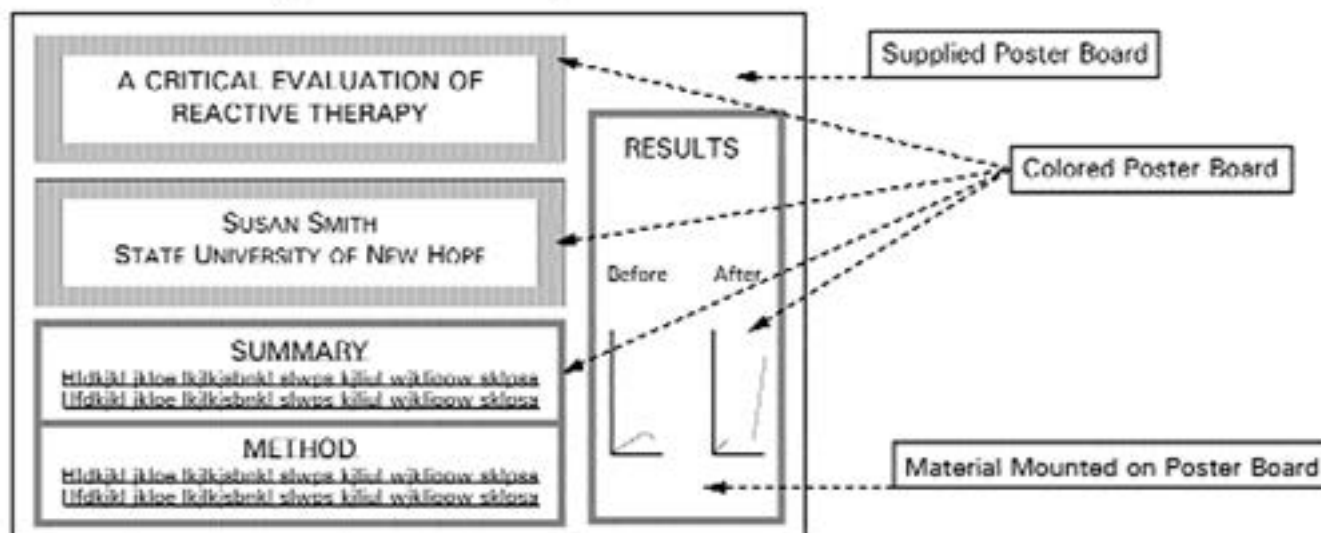 A CRITICAL EVALUATION OF
REACTIVE THERAPY
SUSAN SMITH
STATE UNIVERSITY OF NEW HOPE
SUMMARY
METHOD
RESULTS
Before After
Supplied Poster Board
Colored Poster Board
Material Mounted on Poster Board